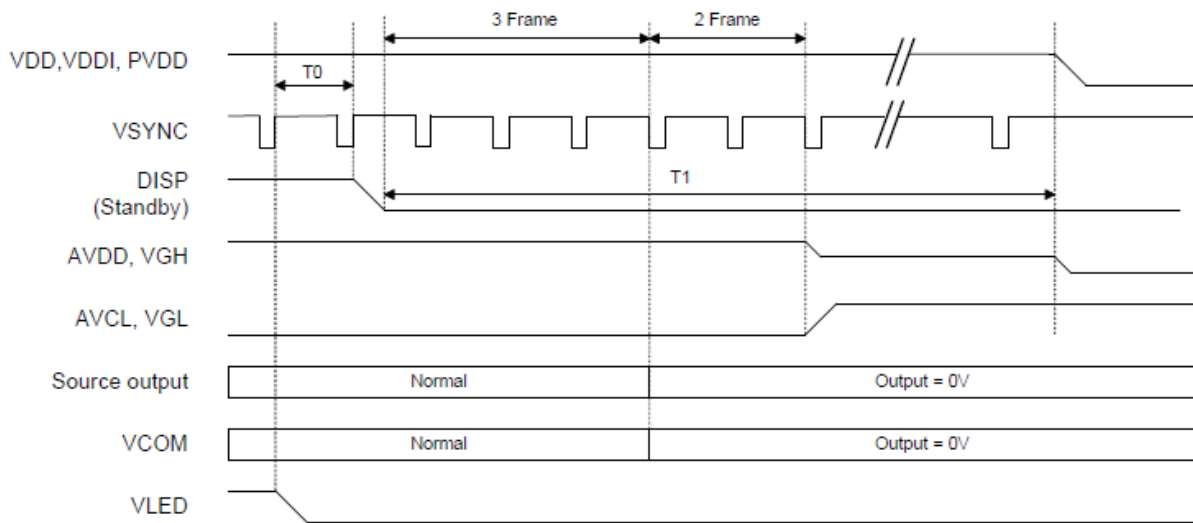 3 Frame
2 Frame
VDD,VDDI, PVDD
T0
VSYNC
DISP
(Standby)
T1
AVDD, VGH
AVCL, VGL
Source output
Normal
Output = 0V
VCOM
Normal
Output = 0V
VLED